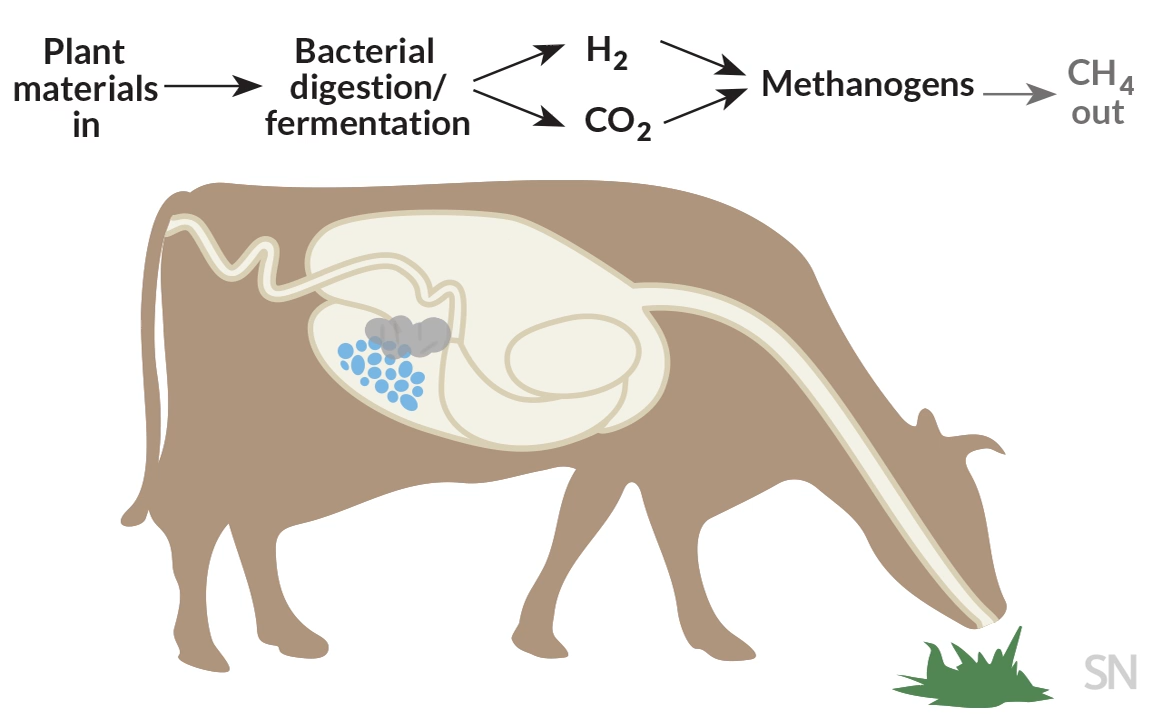 Plant
materials
in
Bacterial
digestion/
fermentation
H₂
CO₂
Methanogens
CH₄
out
SN